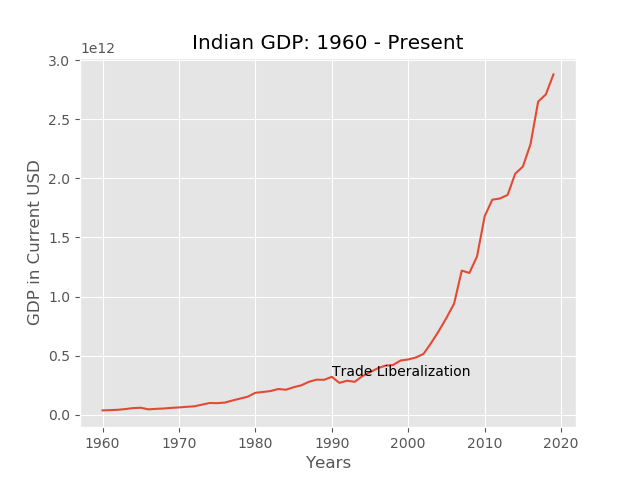 Indian GDP: 1960 - Present
1e12
3.0
2.5
2.0
1.5
1.0
0.5
0.0
GDP in Current USD
Trade Liberalization
1960 1970 1980 1990 2000 2010 2020
Years